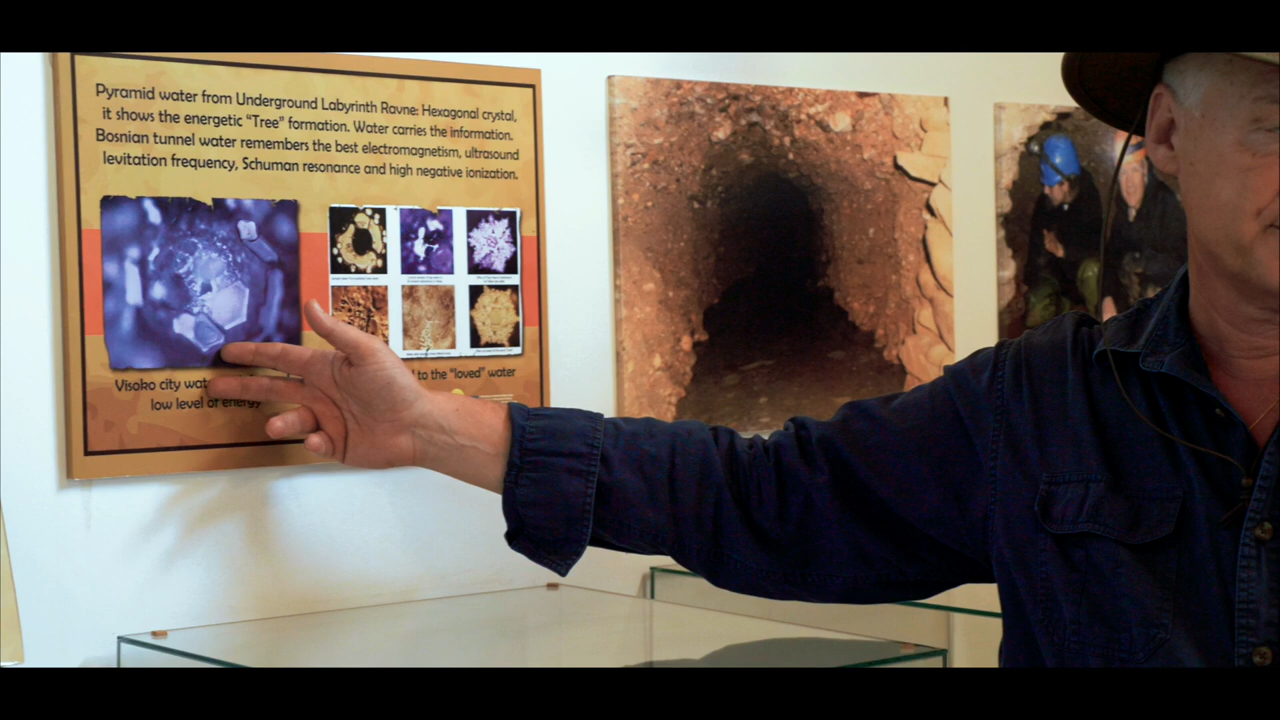 Pyramid water from Underground Labyrinth Ravne: Hexagonal crystal,
it shows the energetic "Tree" formation. Water carries the information.
Bosnian tunnel water remembers the best electromagnetism, ultrasound
levitation frequency, Schuman resonance and high negative ionization.
Visoko city
low level of energy
to the "loved" water